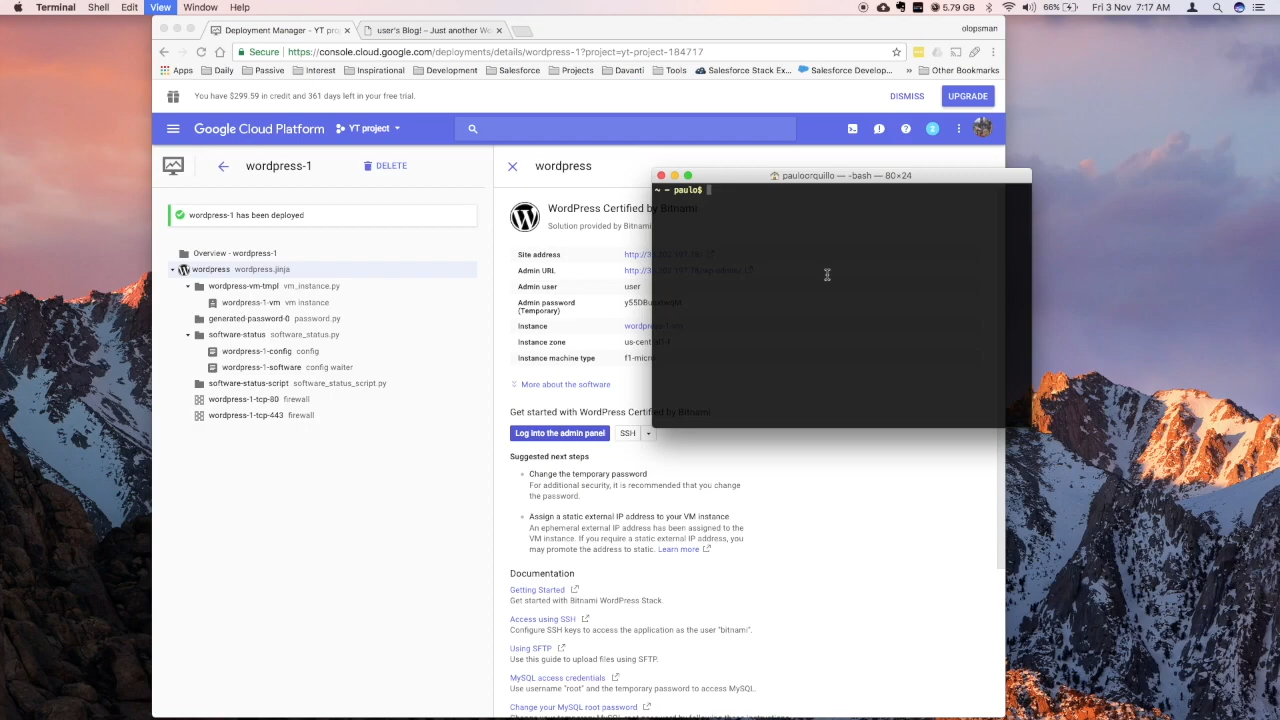 Terminal Shell Edit View Window Help
66% Fri 3 Nov 7:17 AM olopsman
Deployment Manager - YT proj
user's Blog! – Just another Wo
olopsman
Secure https://console.cloud.google.com/deployments/details/wordpress-1?project=yt-project-184717
Apps Daily Passive Interest Inspirational Development Salesforce Projects Davanti Tools Salesforce Stack Ex... Salesforce Develop... » Other Bookmarks
You have $299.59 in credit and 361 days left in your free trial.
DISMISS UPGRADE
Google Cloud Platform YT project 2
wordpress-1 DELETE
wordpress-1 has been deployed
Overview - wordpress-1
wordpress wordpress.jinja
wordpress-vm-tmpl vm_instance.py
wordpress-1-vm vm instance
generated-password-0 password.py
software-status software_status.py
wordpress-1-config config
wordpress-1-software config waiter
software-status-script software_status_script.py
wordpress-1-tcp-80 firewall
wordpress-1-tcp-443 firewall
wordpress
WordPress Certified by Bitnami
Solution provided by Bitnami
Site address
Admin URL
Admin user user
Admin password
(Temporary)
Instance
Instance zone
Instance machine type f1-micro
More about the software
Get started with WordPress Certified by Bitnami
Log into the admin panel SSH
Suggested next steps
Change the temporary password
For additional security, it is recommended that you change
the password.
Assign a static external IP address to your VM instance
An ephemeral external IP address has been assigned to the
VM instance. If you require a static external IP address, you
may promote the address to static. Learn more
Documentation
Getting Started
Get started with Bitnami WordPress Stack.
Access using SSH
Configure SSH keys to access the application as the user "bitnami".
Using SFTP
Use this guide to upload files using SFTP.
MySQL access credentials
Use username "root" and the temporary password to access MySQL.
Change your MySQL root password
pauloorquillo — -bash — 80×24
~ – paulo$